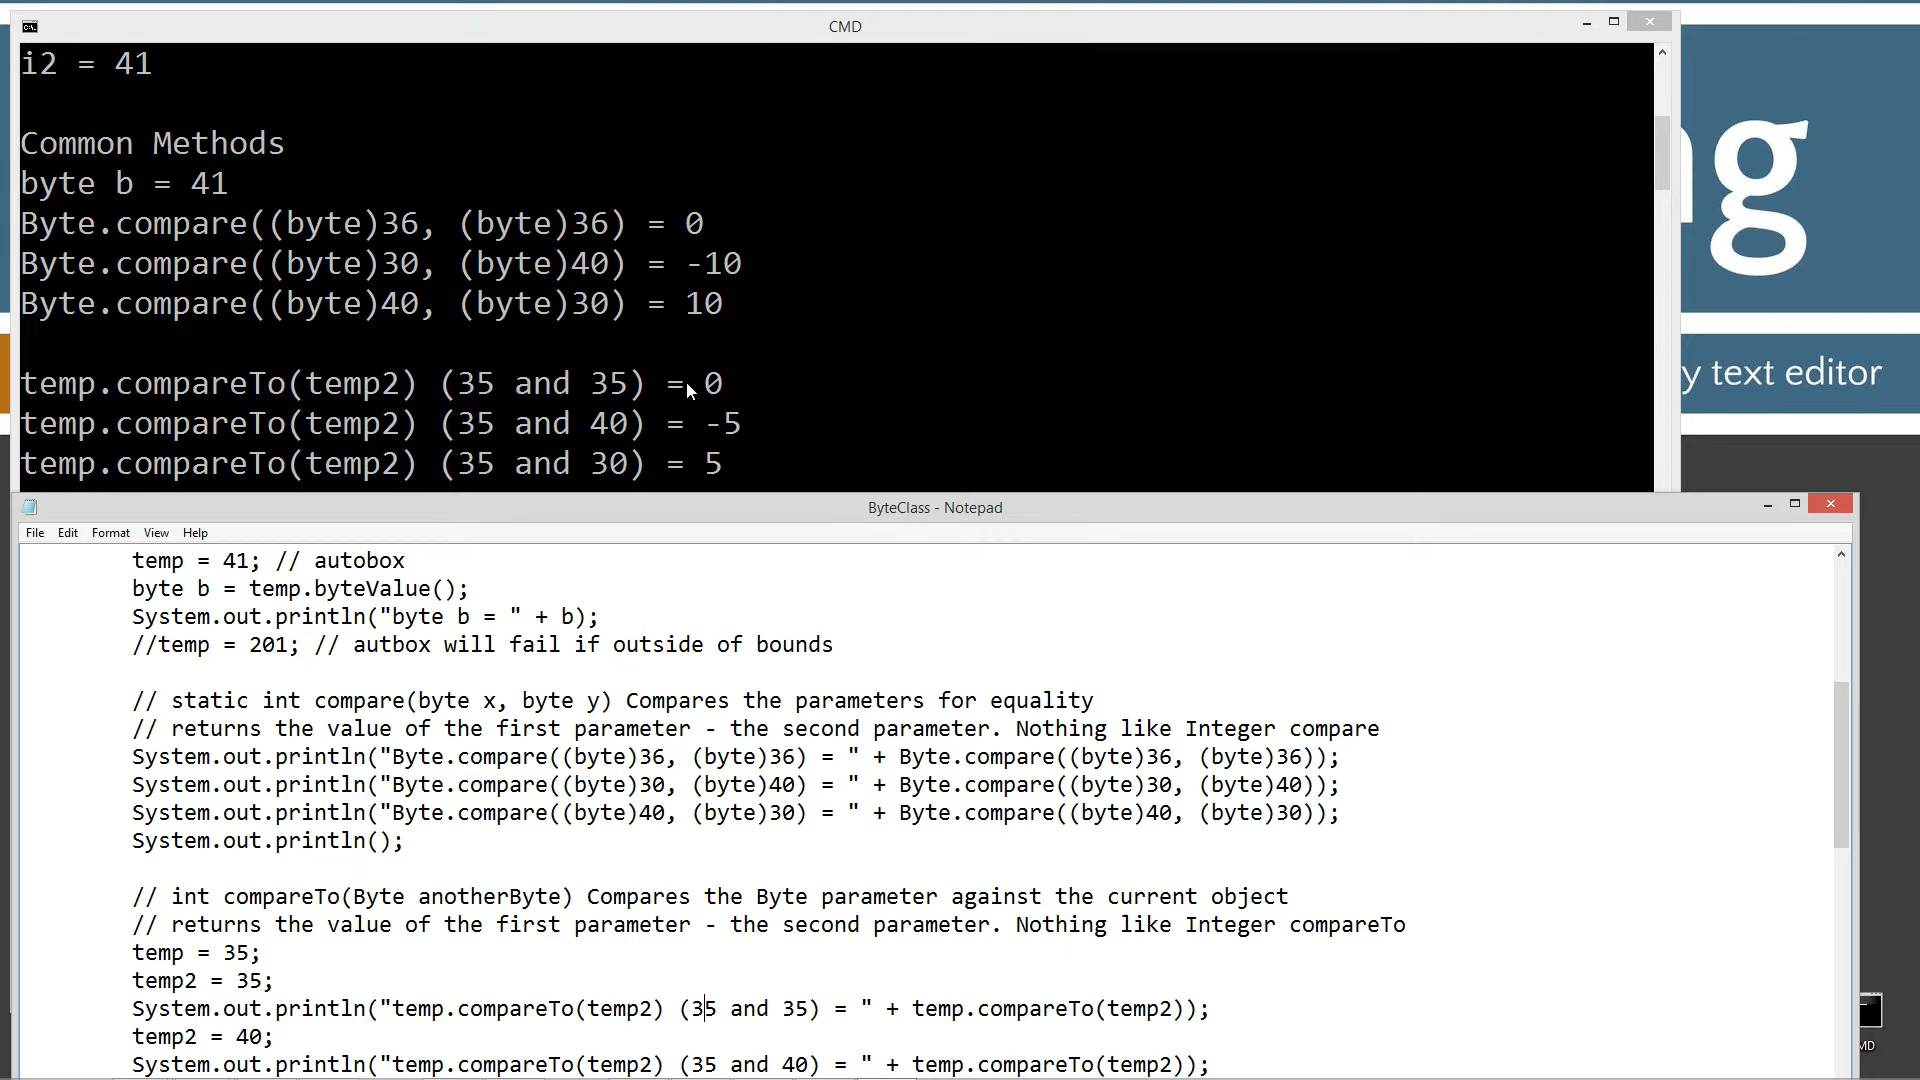 CMD
i2 = 41
Common Methods
byte b = 41
Byte.compare((byte)36, (byte)36) = 0
Byte.compare((byte)30, (byte)40) = -10
Byte.compare((byte)40, (byte)30) = 10
temp.compareTo(temp2) (35 and 35) = 0
temp.compareTo(temp2) (35 and 40) = -5
temp.compareTo(temp2) (35 and 30) = 5
g
y text editor
ByteClass - Notepad
File Edit Format View Help
temp = 41; // autobox
byte b = temp.byteValue();
System.out.println("byte b = " + b);
//temp = 201; // autbox will fail if outside of bounds
// static int compare(byte x, byte y) Compares the parameters for equality
// returns the value of the first parameter - the second parameter. Nothing like Integer compare
System.out.println("Byte.compare((byte)36, (byte)36) = " + Byte.compare((byte)36, (byte)36));
System.out.println("Byte.compare((byte)30, (byte)40) = " + Byte.compare((byte)30, (byte)40));
System.out.println("Byte.compare((byte)40, (byte)30) = " + Byte.compare((byte)40, (byte)30));
System.out.println();
// int compareTo(Byte anotherByte) Compares the Byte parameter against the current object
// returns the value of the first parameter - the second parameter. Nothing like Integer compareTo
temp = 35;
temp2 = 35;
System.out.println("temp.compareTo(temp2) (35 and 35) = " + temp.compareTo(temp2));
temp2 = 40;
System.out.println("temp.compareTo(temp2) (35 and 40) = " + temp.compareTo(temp2));
MD